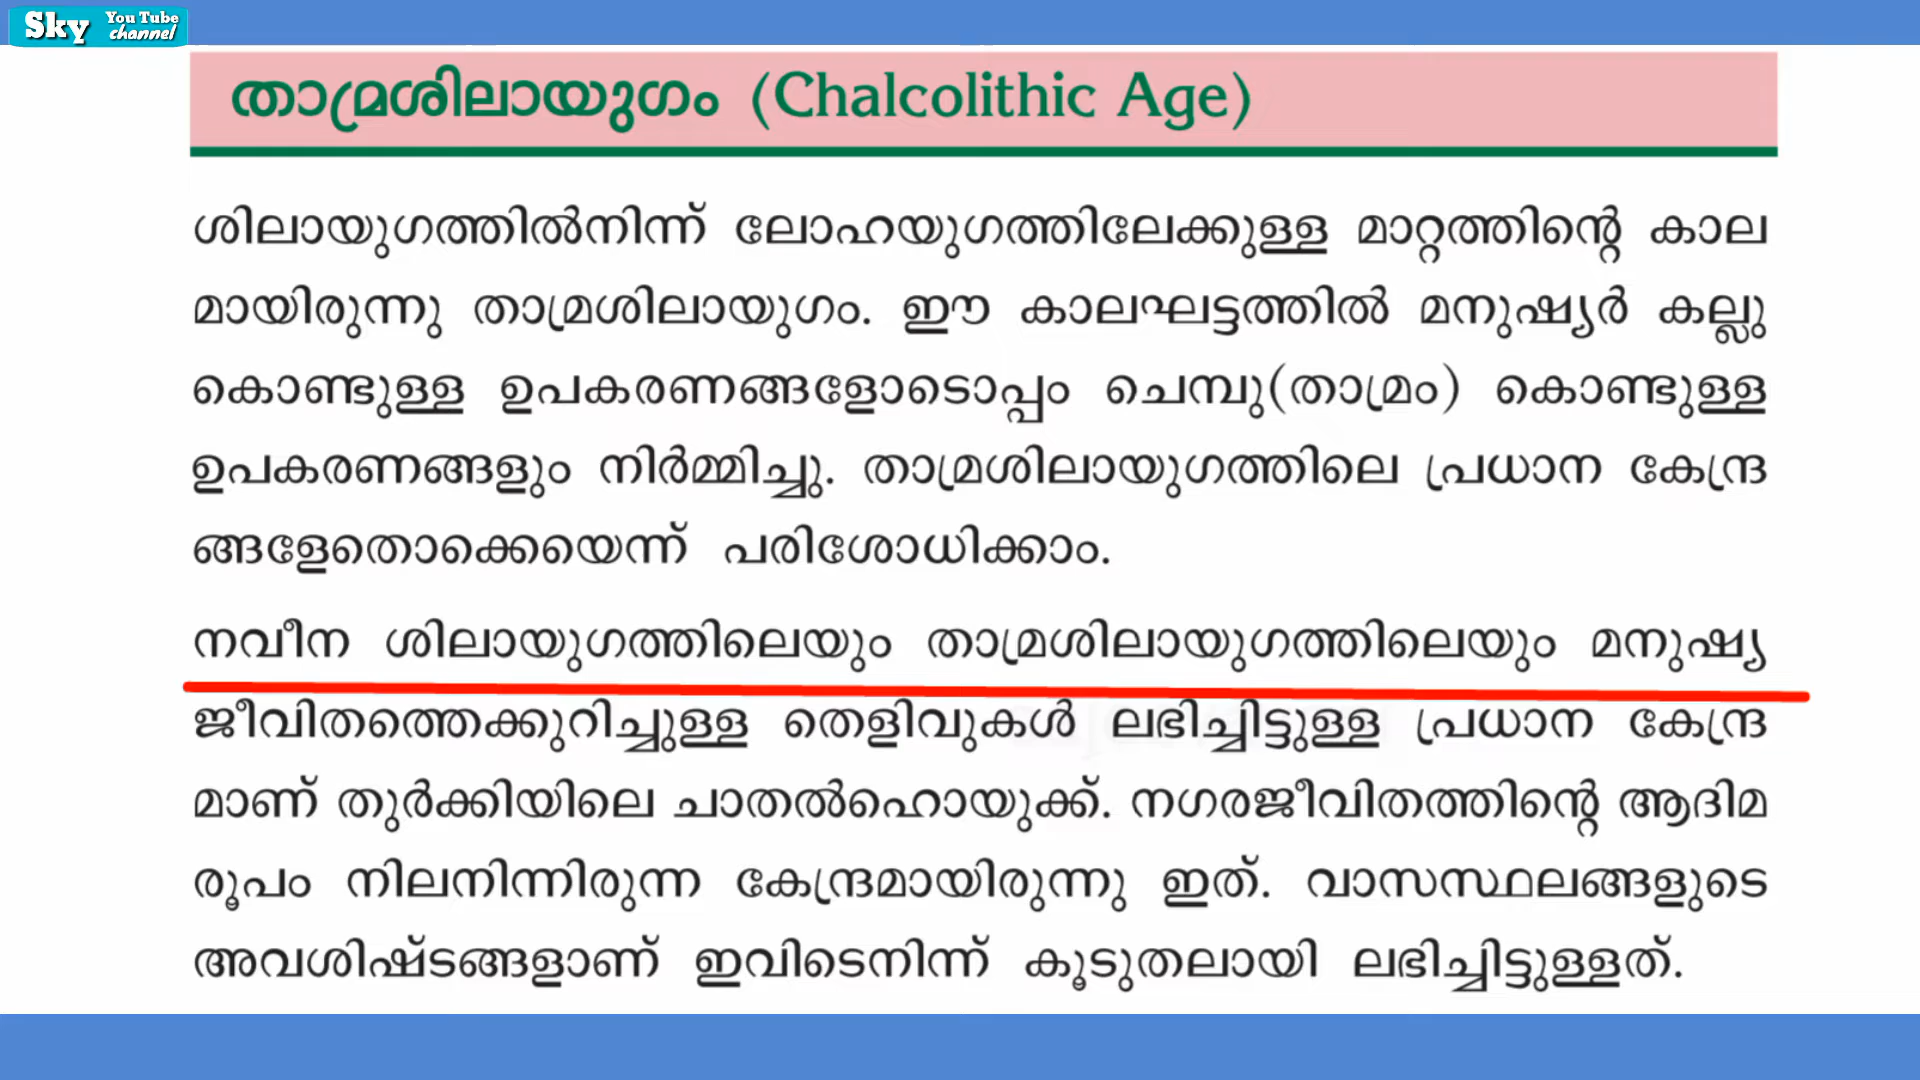 Sky You Tube channel
താമ്രശിലായുഗം (Chalcolithic Age)
ശിലായുഗത്തിൽനിന്ന് ലോഹയുഗത്തിലേക്കുള്ള മാറ്റത്തിന്റെ കാല
മായിരുന്നു താമ്രശിലായുഗം. ഈ കാലഘട്ടത്തിൽ മനുഷ്യർ കല്ലു
കൊണ്ടുള്ള ഉപകരണങ്ങളോടൊപ്പം ചെമ്പു(താമ്രം) കൊണ്ടുള്ള
ഉപകരണങ്ങളും നിർമ്മിച്ചു. താമ്രശിലായുഗത്തിലെ പ്രധാന കേന്ദ്ര
ങ്ങളേതൊക്കെയെന്ന് പരിശോധിക്കാം.
നവീന ശിലായുഗത്തിലെയും താമ്രശിലായുഗത്തിലെയും മനുഷ്യ
ജീവിതത്തെക്കുറിച്ചുള്ള തെളിവുകൾ ലഭിച്ചിട്ടുള്ള പ്രധാന കേന്ദ്ര
മാണ് തുർക്കിയിലെ ചാതൽഹൊയുക്ക്. നഗരജീവിതത്തിന്റെ ആദിമ
രൂപം നിലനിന്നിരുന്ന കേന്ദ്രമായിരുന്നു ഇത്. വാസസ്ഥലങ്ങളുടെ
അവശിഷ്ടങ്ങളാണ് ഇവിടെനിന്ന് കൂടുതലായി ലഭിച്ചിട്ടുള്ളത്.